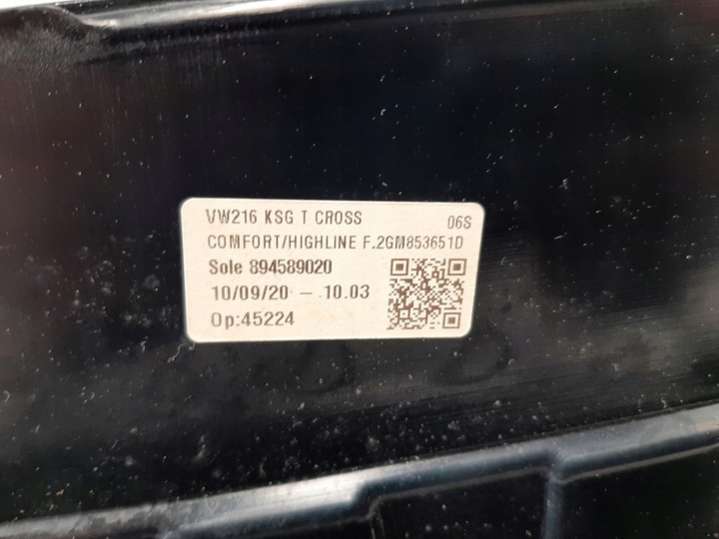 VW216 KSG T CROSS 06S
COMFORT/HIGHLINE F.2GM853651D
Sole 894589020
10/09/20 – 10.03
Op:45224